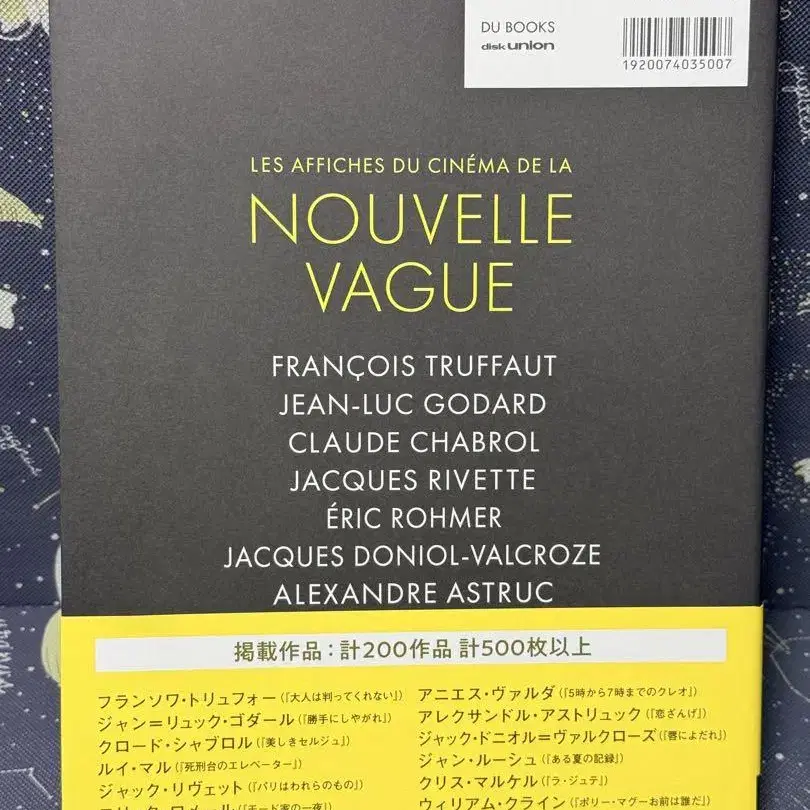 DU BOOKS
disk union
1920074035007
LES AFFICHES DU CINÉMA DE LA
NOUVELLE
VAGUE
FRANÇOIS TRUFFAUT
JEAN-LUC GODARD
CLAUDE CHABROL
JACQUES RIVETTE
ÉRIC ROHMER
JACQUES DONIOL-VALCROZE
ALEXANDRE ASTRUC
掲載作品：計200作品 計500枚以上
フランソワ・トリュフォー（『大人は判ってくれない』）
ジャン＝リュック・ゴダール（『勝手にしやがれ』）
クロード・シャブロル（『美しきセルジュ』）
ルイ・マル（『死刑台のエレベーター』）
ジャック・リヴェット（『パリはわれらのもの』）
アニエス・ヴァルダ（『5時から7時までのクレオ』）
アレクサンドル・アストリュック（『恋ざんげ』）
ジャック・ドニオル＝ヴァルクローズ（『唇によだれ』）
ジャン・ルーシュ（『ある夏の記録』）
クリス・マルケル（『ラ・ジュテ』）
ウィリアム・クライン（『ポリー・マグーお前は誰だ』）